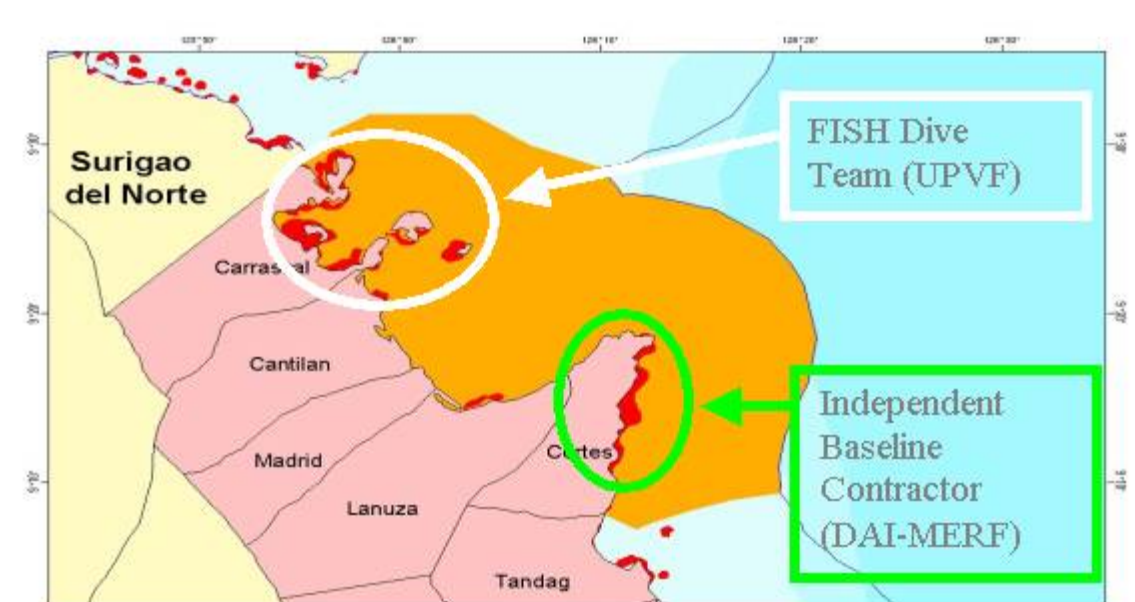 FISH Dive
Team (UPVF)
Surigao
del Norte
Carrascal
Cantilan
Independent
Baseline
Contractor
(DAI-MERF)
Cortes
Madrid
Lanuza
Tandag